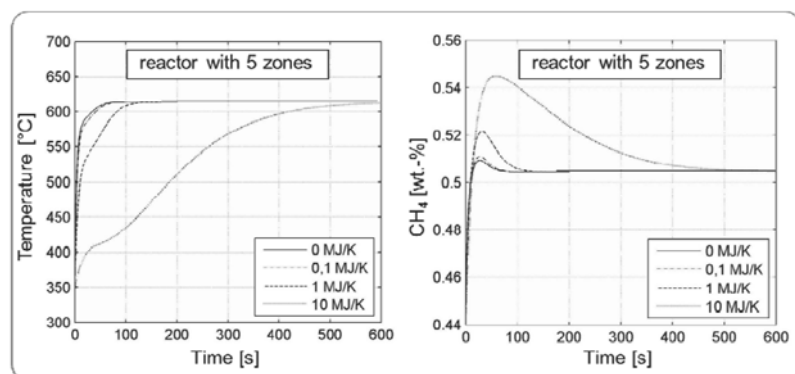 reactor with 5 zones
Temperature [°C]
700
650
600
550
500
450
400
350
300
0 MJ/K
0,1 MJ/K
1 MJ/K
10 MJ/K
0 100 200 300 400 500 600
Time [s]
reactor with 5 zones
CH₄ [wt.-%]
0.56
0.54
0.52
0.5
0.48
0.46
0.44
0 MJ/K
0,1 MJ/K
1 MJ/K
10 MJ/K
0 100 200 300 400 500 600
Time [s]